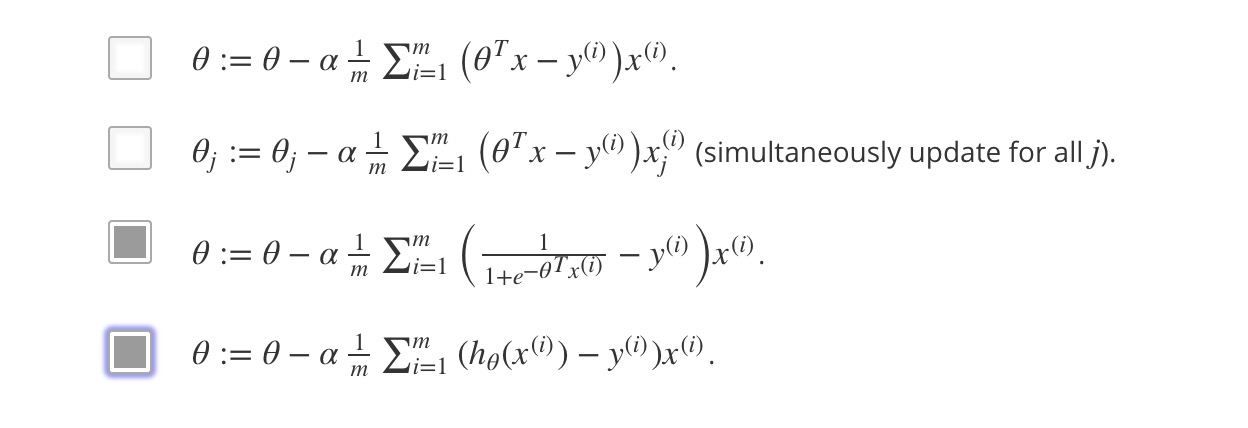 θ := θ − α 1/m ∑_{i=1}^{m} (θ^T x − y^{(i)}) x^{(i)}.
θ_j := θ_j − α 1/m ∑_{i=1}^{m} (θ^T x − y^{(i)}) x_j^{(i)} (simultaneously update for all j).
θ := θ − α 1/m ∑_{i=1}^{m} (1/(1+e^{−θ^T x^{(i)}}) − y^{(i)}) x^{(i)}.
θ := θ − α 1/m ∑_{i=1}^{m} (h_θ(x^{(i)}) − y^{(i)}) x^{(i)}.